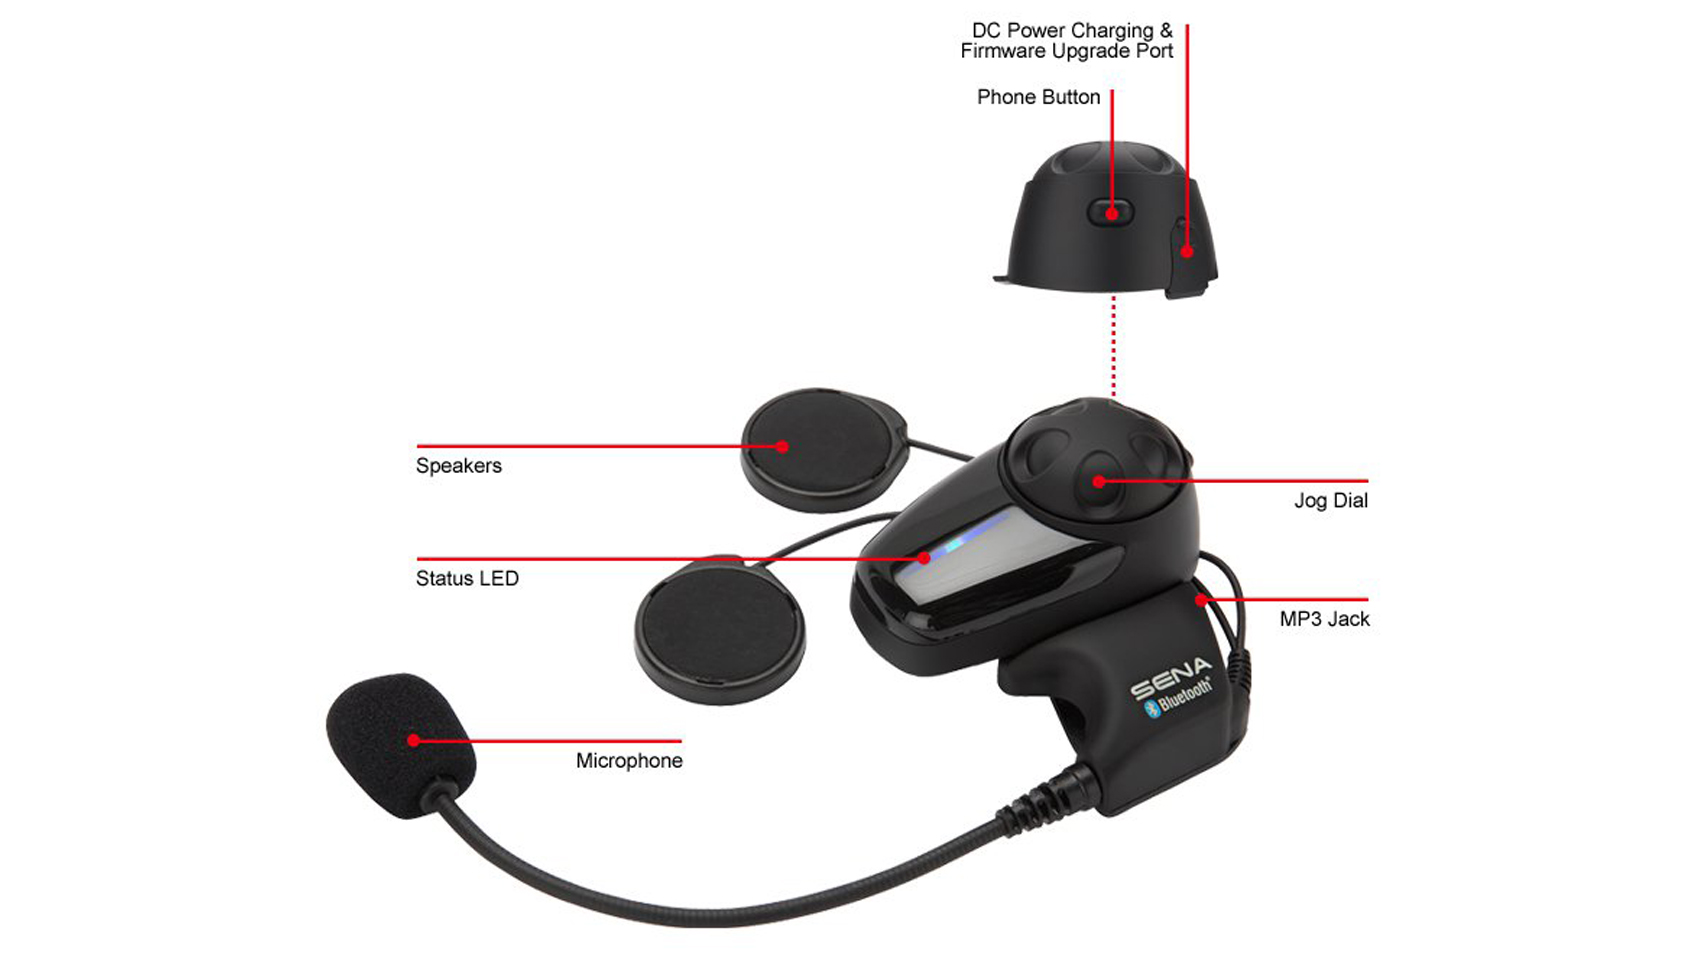 DC Power Charging &
Firmware Upgrade Port
Phone Button
Speakers
Jog Dial
Status LED
MP3 Jack
SENA
Bluetooth®
Microphone